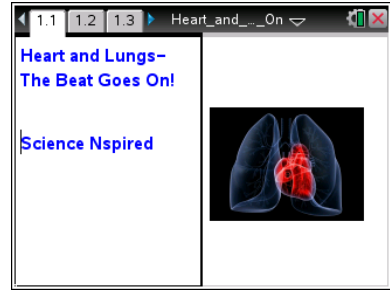 1.1 1.2 1.3 Heart_and_..._On
Heart and Lungs–
The Beat Goes On!
Science Nspired